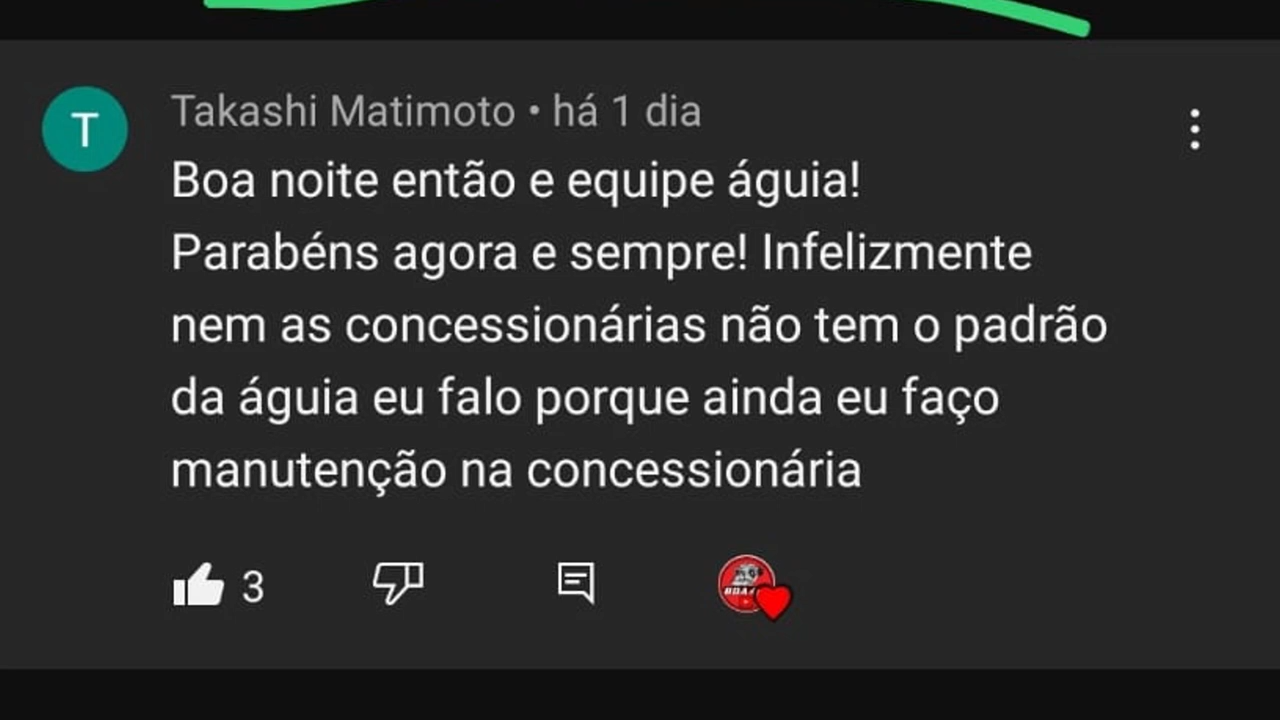 T
Takashi Matimoto • há 1 dia
Boa noite então e equipe águia!
Parabéns agora e sempre! Infelizmente
nem as concessionárias não tem o padrão
da águia eu falo porque ainda eu faço
manutenção na concessionária
3